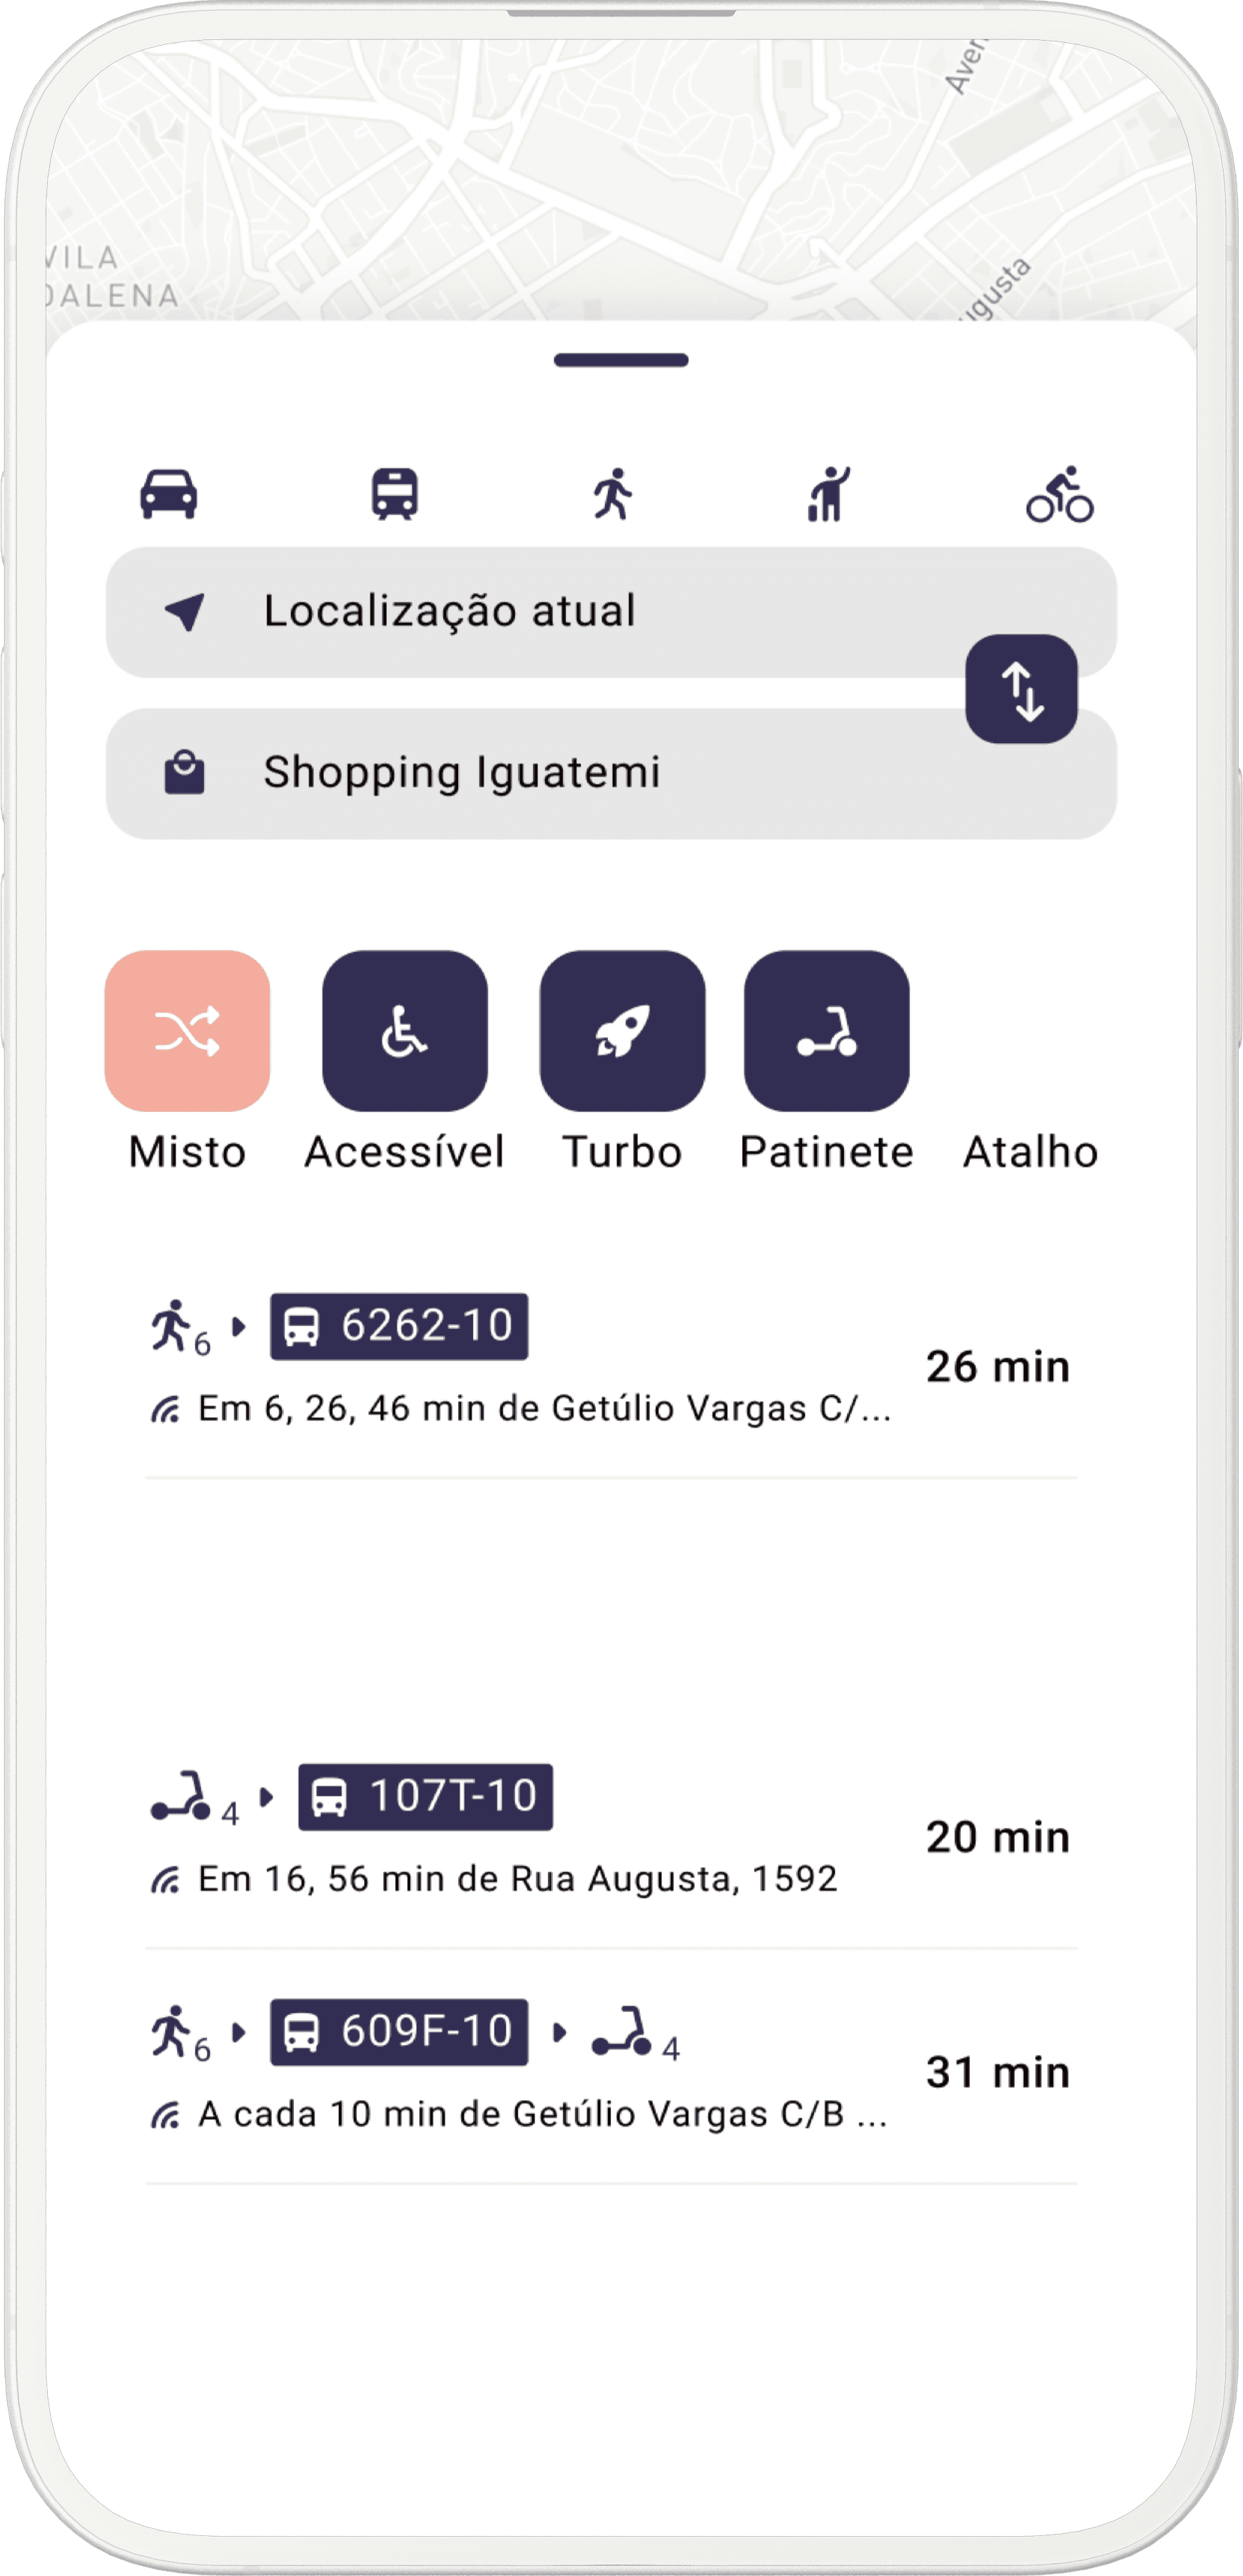 Aven
VILA
DALENA
ugusta
Localização atual
Shopping Iguatemi
Misto Acessível Turbo Patinete Atalho
6 6262-10
26 min
Em 6, 26, 46 min de Getúlio Vargas C/...
4 107T-10
20 min
Em 16, 56 min de Rua Augusta, 1592
6 609F-10 4
31 min
A cada 10 min de Getúlio Vargas C/B ...